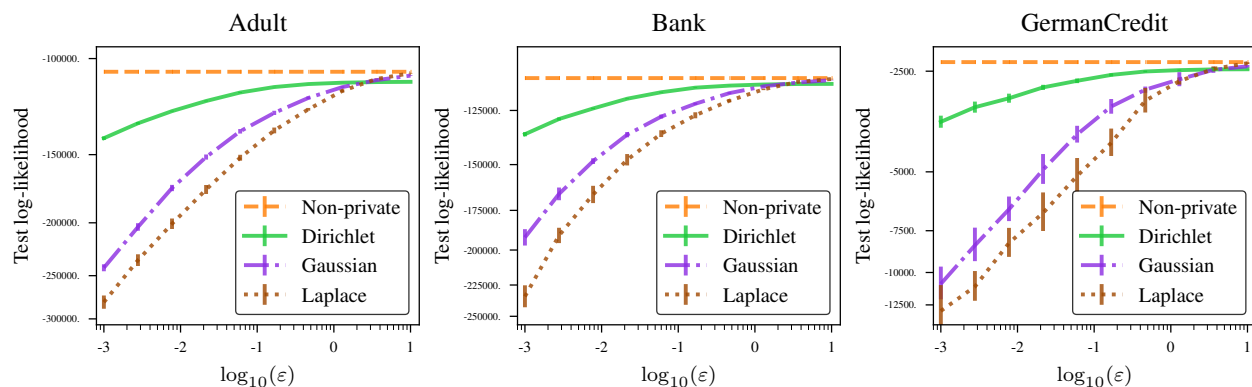 Adult
Test log-likelihood
-100000.
-150000.
-200000.
-250000.
-300000.
Non-private
Dirichlet
Gaussian
Laplace
-3 -2 -1 0 1
log10(ε)
Bank
Test log-likelihood
-125000.
-150000.
-175000.
-200000.
-225000.
-250000.
Non-private
Dirichlet
Gaussian
Laplace
-3 -2 -1 0 1
log10(ε)
GermanCredit
Test log-likelihood
-2500.
-5000.
-7500.
-10000.
-12500.
Non-private
Dirichlet
Gaussian
Laplace
-3 -2 -1 0 1
log10(ε)